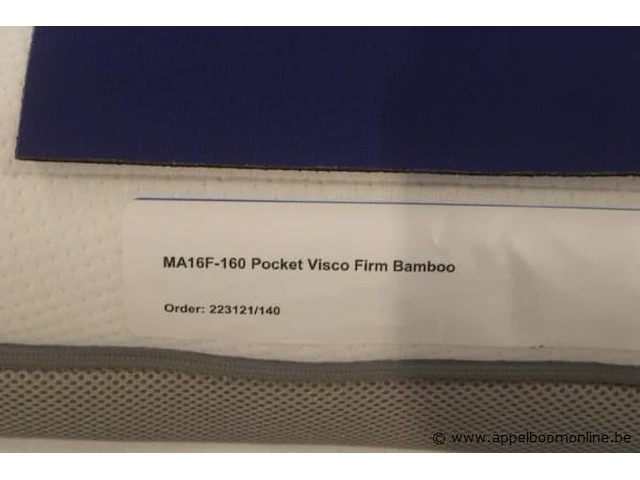 MA16F-160 Pocket Visco Firm Bamboo
Order: 223121/140
© www.appelboomonline.be